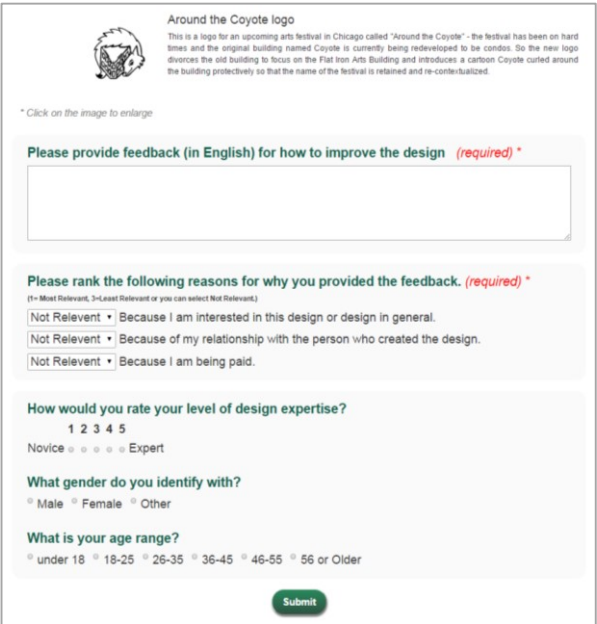 Around the Coyote logo
This is a logo for an upcoming arts festival in Chicago called "Around the Coyote" - the festival has been on hard
times and the original building named Coyote is currently being redeveloped to be condos. So the new logo
divorces the old building to focus on the Flat Iron Arts Building and introduces a cartoon Coyote curled around
the building protectively so that the name of the festival is retained and re-contextualized.
* Click on the image to enlarge
Please provide feedback (in English) for how to improve the design (required) *
Please rank the following reasons for why you provided the feedback. (required) *
(1= Most Relevant, 3=Least Relevant or you can select Not Relevant.)
Not Relevent Because I am interested in this design or design in general.
Not Relevent Because of my relationship with the person who created the design.
Not Relevent Because I am being paid.
How would you rate your level of design expertise?
1 2 3 4 5
Novice Expert
What gender do you identify with?
Male Female Other
What is your age range?
under 18 18-25 26-35 36-45 46-55 56 or Older
Submit